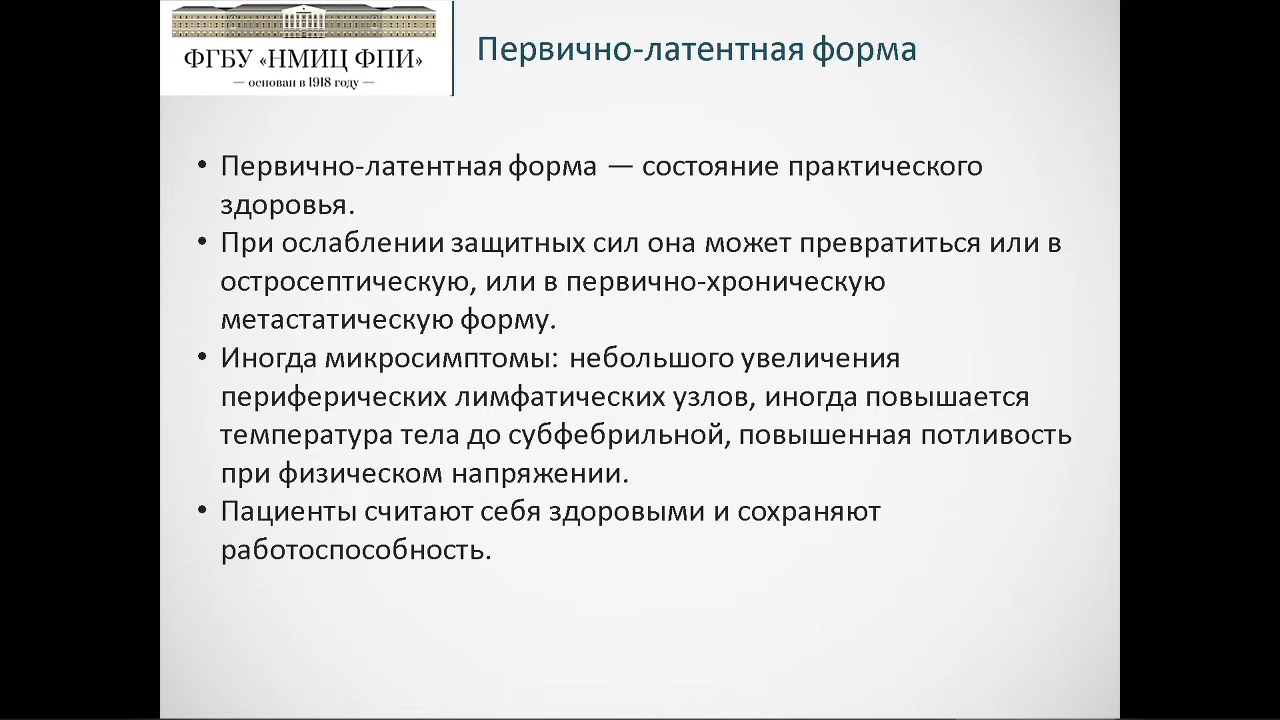 ФГБУ «НМИЦ ФПИ»
— основан в 1918 году —
Первично-латентная форма
• Первично-латентная форма — состояние практического
здоровья.
• При ослаблении защитных сил она может превратиться или в
остросептическую, или в первично-хроническую
метастатическую форму.
• Иногда микросимптомы: небольшого увеличения
периферических лимфатических узлов, иногда повышается
температура тела до субфебрильной, повышенная потливость
при физическом напряжении.
• Пациенты считают себя здоровыми и сохраняют
работоспособность.